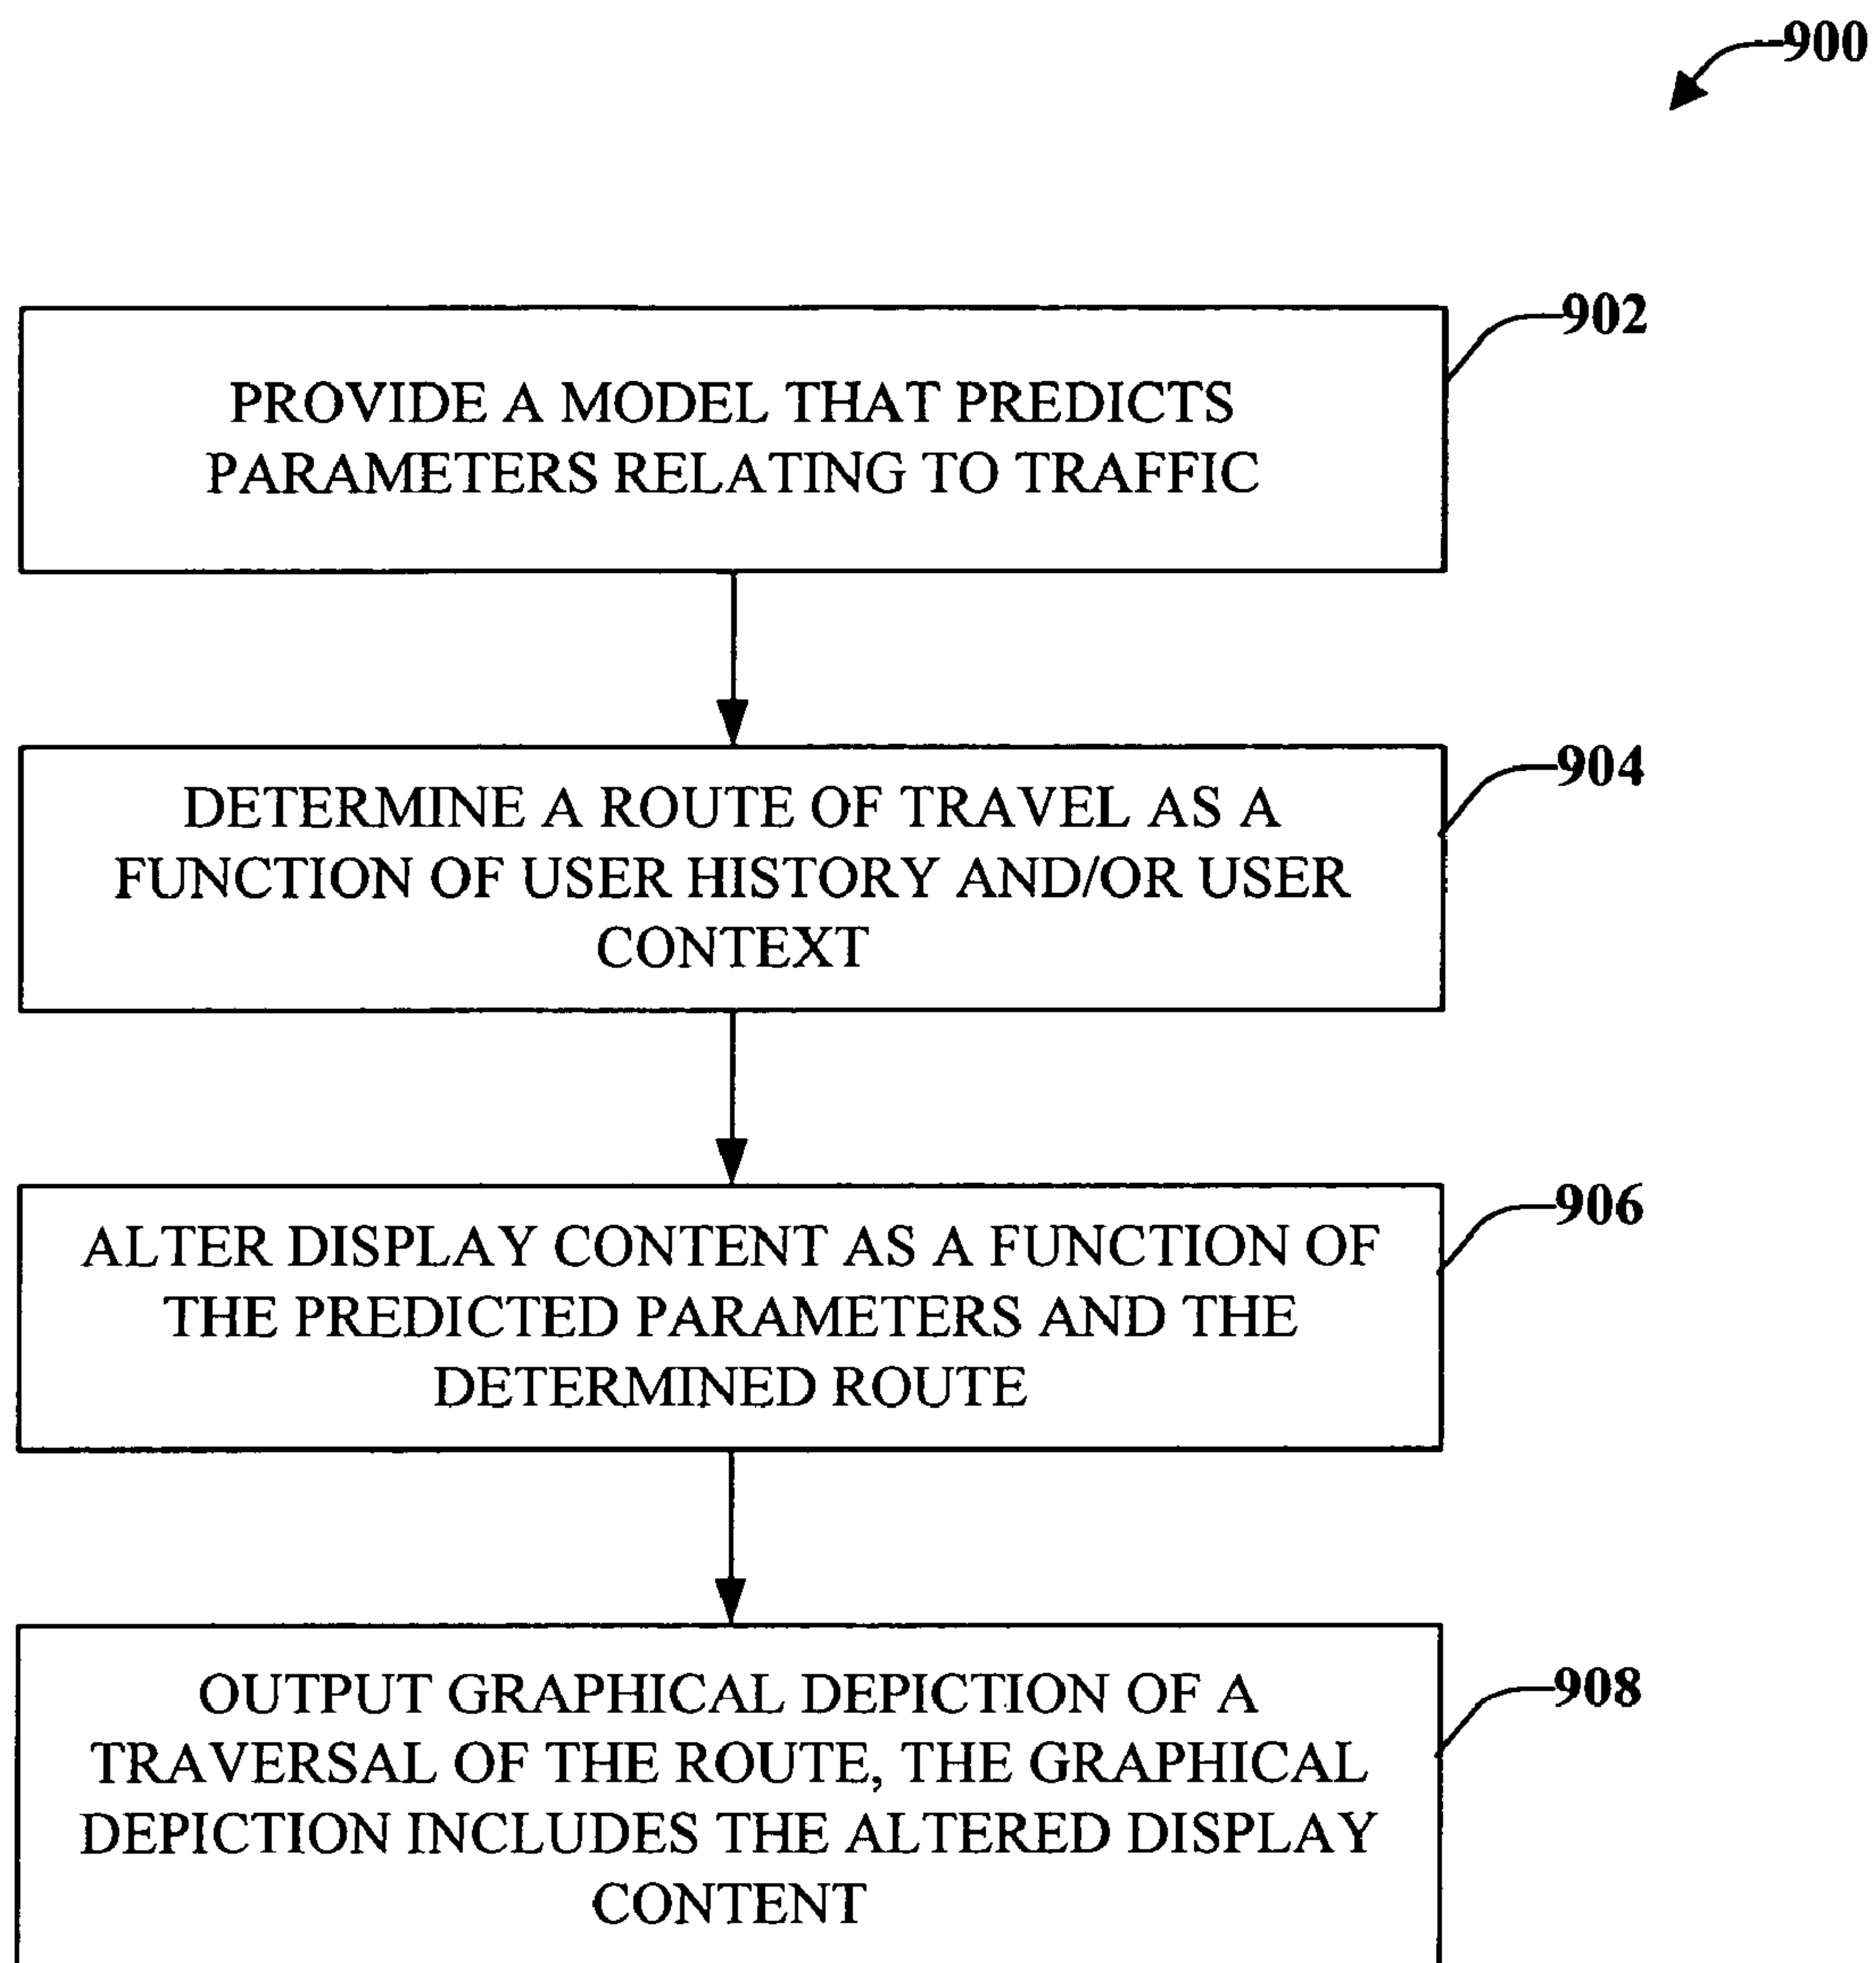 900
902
PROVIDE A MODEL THAT PREDICTS
PARAMETERS RELATING TO TRAFFIC
904
DETERMINE A ROUTE OF TRAVEL AS A
FUNCTION OF USER HISTORY AND/OR USER
CONTEXT
906
ALTER DISPLAY CONTENT AS A FUNCTION OF
THE PREDICTED PARAMETERS AND THE
DETERMINED ROUTE
908
OUTPUT GRAPHICAL DEPICTION OF A
TRAVERSAL OF THE ROUTE, THE GRAPHICAL
DEPICTION INCLUDES THE ALTERED DISPLAY
CONTENT